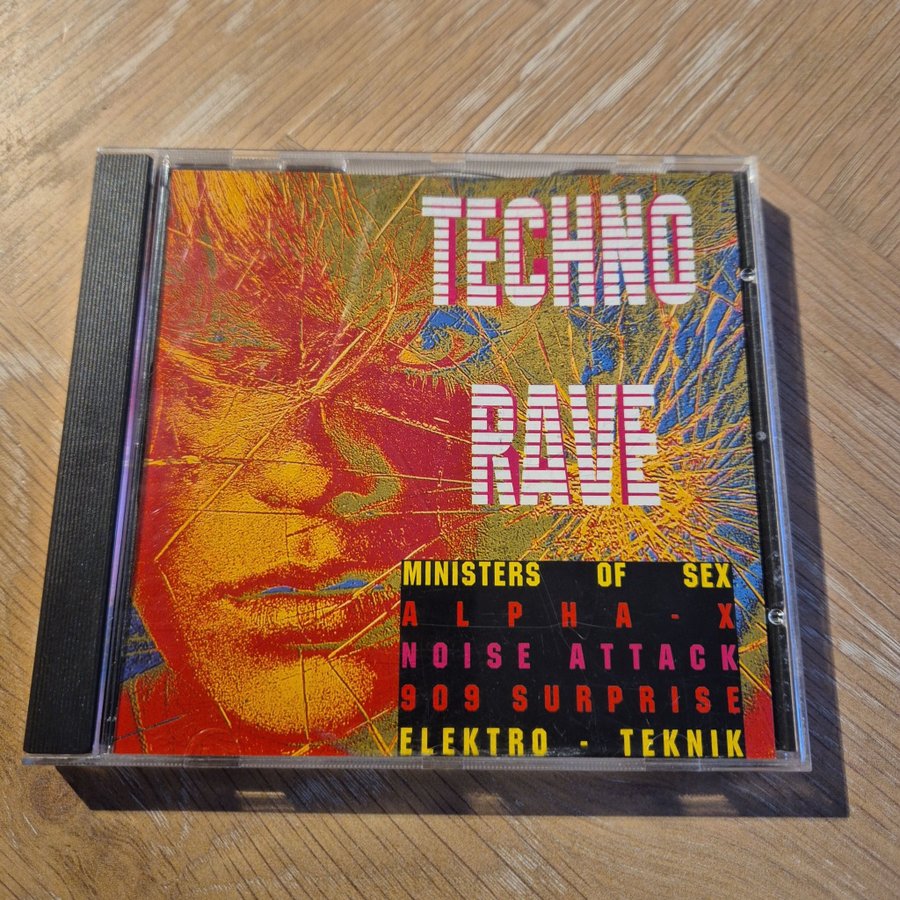 TECHNO
RAVE
MINISTERS OF SEX
ALPHA-X
NOISE ATTACK
909 SURPRISE
ELEKTRO - TEKNIK